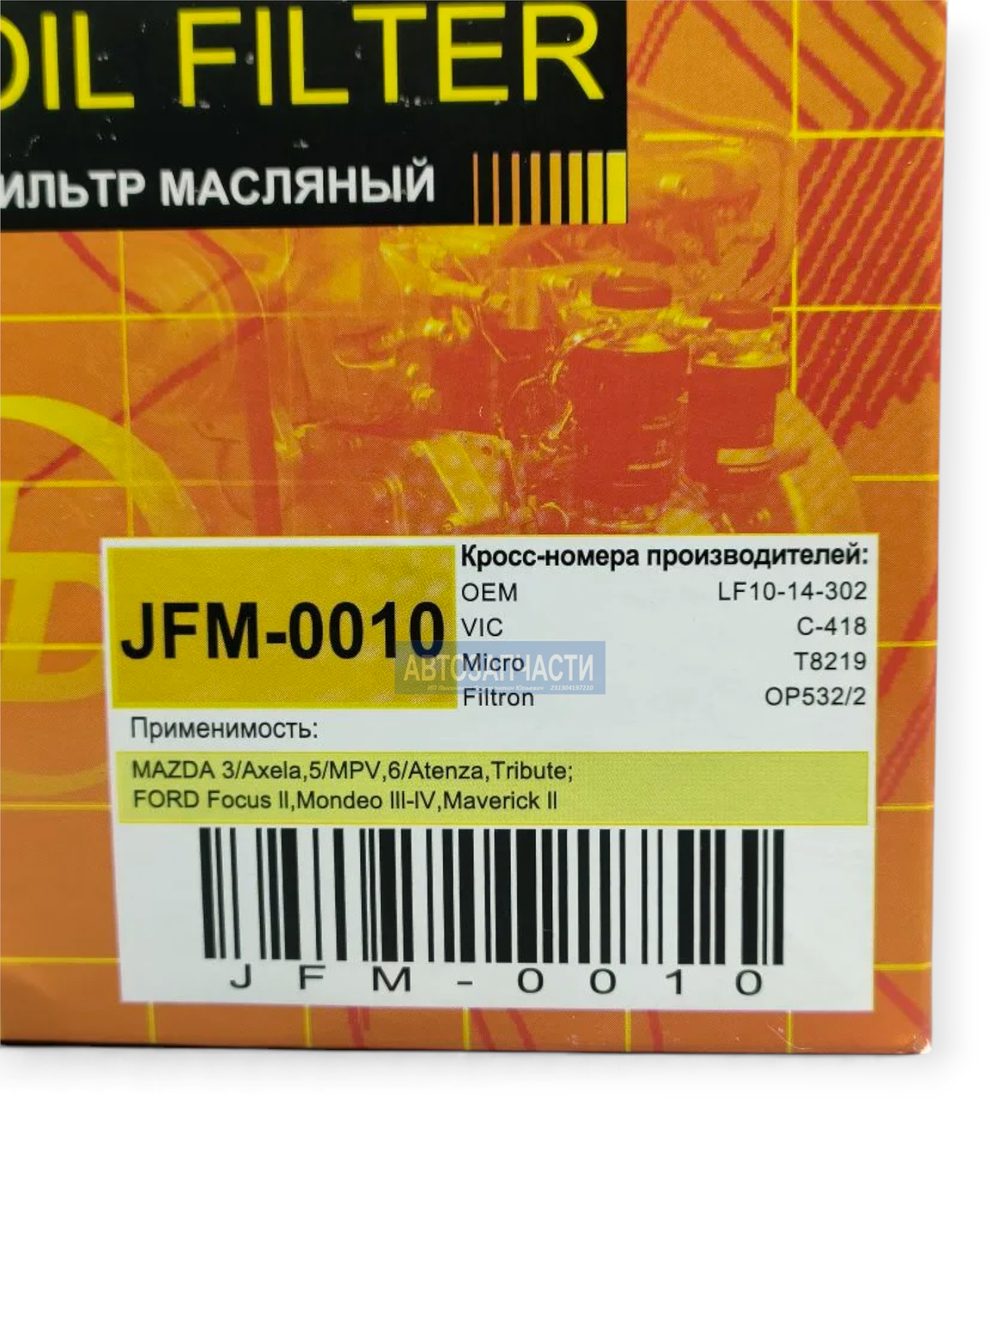 OIL FILTER
ИЛЬТР МАСЛЯНЫЙ
JFM-0010
Кросс-номера производителей:
OEM LF10-14-302
VIC C-418
Micro T8219
Filtron OP532/2
АВТОЗАПЧАСТИ
Применимость:
MAZDA 3/Axela,5/MPV,6/Atenza,Tribute;
FORD Focus II,Mondeo III-IV,Maverick II
JFM-0010